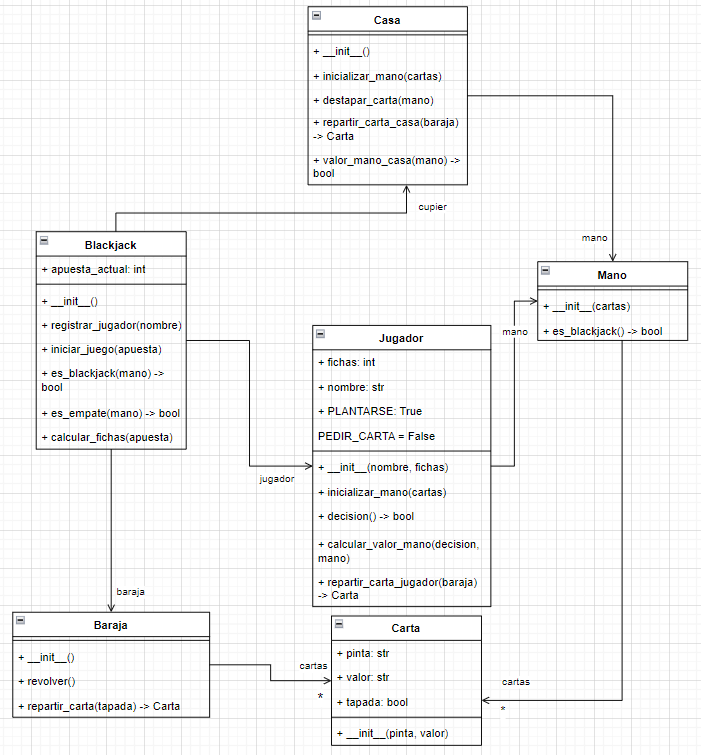 Casa
+ __init__()
+ inicializar_mano(cartas)
+ destapar_carta(mano)
+ repartir_carta_casa(baraja)
-> Carta
+ valor_mano_casa(mano) ->
bool
cupier
mano
Blackjack
+ apuesta_actual: int
+ __init__()
+ registrar_jugador(nombre)
+ iniciar_juego(apuesta)
+ es_blackjack(mano) ->
bool
+ es_empate(mano) -> bool
+ calcular_fichas(apuesta)
jugador
baraja
Mano
+ __init__(cartas)
+ es_blackjack() -> bool
mano
Jugador
+ fichas: int
+ nombre: str
+ PLANTARSE: True
PEDIR_CARTA = False
+ __init__(nombre, fichas)
+ inicializar_mano(cartas)
+ decision() -> bool
+ calcular_valor_mano(decision,
mano)
+ repartir_carta_jugador(baraja)
-> Carta
Baraja
+ __init__()
+ revolver()
+ repartir_carta(tapada) -> Carta
cartas
*
Carta
+ pinta: str
+ valor: str
+ tapada: bool
+ __init__(pinta, valor)
cartas
*